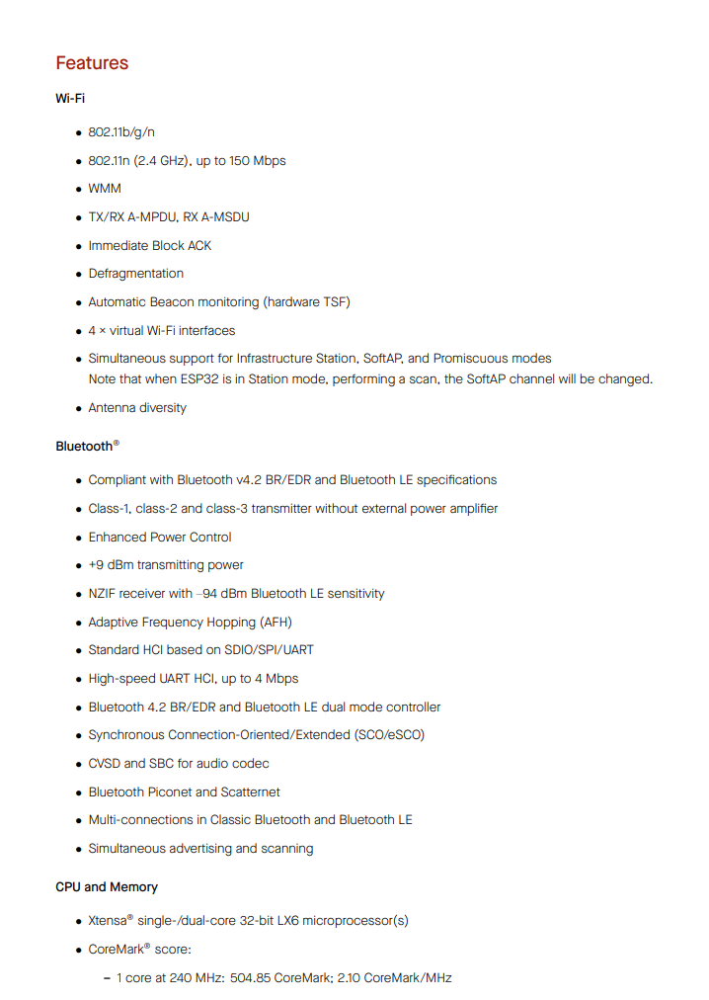 Features
Wi-Fi
• 802.11b/g/n
• 802.11n (2.4 GHz), up to 150 Mbps
• WMM
• TX/RX A-MPDU, RX A-MSDU
• Immediate Block ACK
• Defragmentation
• Automatic Beacon monitoring (hardware TSF)
• 4 × virtual Wi-Fi interfaces
• Simultaneous support for Infrastructure Station, SoftAP, and Promiscuous modes
Note that when ESP32 is in Station mode, performing a scan, the SoftAP channel will be changed.
• Antenna diversity
Bluetooth®
• Compliant with Bluetooth v4.2 BR/EDR and Bluetooth LE specifications
• Class-1, class-2 and class-3 transmitter without external power amplifier
• Enhanced Power Control
• +9 dBm transmitting power
• NZIF receiver with –94 dBm Bluetooth LE sensitivity
• Adaptive Frequency Hopping (AFH)
• Standard HCI based on SDIO/SPI/UART
• High-speed UART HCI, up to 4 Mbps
• Bluetooth 4.2 BR/EDR and Bluetooth LE dual mode controller
• Synchronous Connection-Oriented/Extended (SCO/eSCO)
• CVSD and SBC for audio codec
• Bluetooth Piconet and Scatternet
• Multi-connections in Classic Bluetooth and Bluetooth LE
• Simultaneous advertising and scanning
CPU and Memory
• Xtensa® single-/dual-core 32-bit LX6 microprocessor(s)
• CoreMark® score:
– 1 core at 240 MHz: 504.85 CoreMark; 2.10 CoreMark/MHz